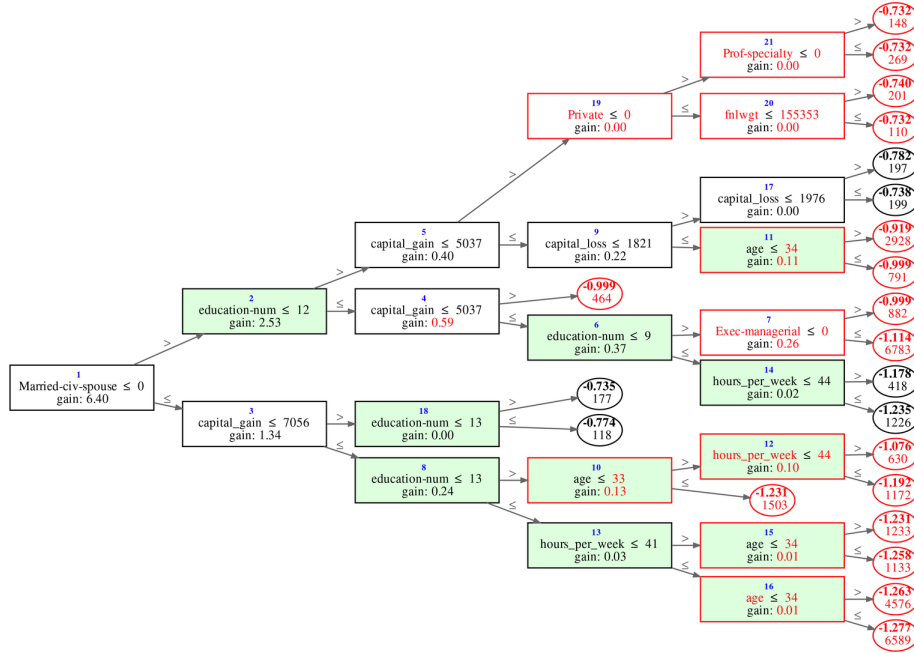 -0.732
148
>
21
Prof-specialty ≤ 0
gain: 0.00
≤
-0.732
269
>
19
Private ≤ 0
gain: 0.00
≤
20
fnlwgt ≤ 155353
gain: 0.00
>
-0.740
201
≤
-0.732
110
>
5
capital_gain ≤ 5037
gain: 0.40
≤
9
capital_loss ≤ 1821
gain: 0.22
>
17
capital_loss ≤ 1976
gain: 0.00
>
-0.782
197
≤
-0.738
199
≤
11
age ≤ 34
gain: 0.11
>
-0.919
2928
≤
-0.999
791
>
2
education-num ≤ 12
gain: 2.53
≤
4
capital_gain ≤ 5037
gain: 0.59
>
-0.999
464
≤
6
education-num ≤ 9
gain: 0.37
>
7
Exec-managerial ≤ 0
gain: 0.26
>
-0.999
882
≤
-1.114
6783
≤
14
hours_per_week ≤ 44
gain: 0.02
>
-1.178
418
≤
-1.235
1226
>
1
Married-civ-spouse ≤ 0
gain: 6.40
≤
3
capital_gain ≤ 7056
gain: 1.34
>
18
education-num ≤ 13
gain: 0.00
>
-0.735
177
≤
-0.774
118
≤
8
education-num ≤ 13
gain: 0.24
>
10
age ≤ 33
gain: 0.13
>
12
hours_per_week ≤ 44
gain: 0.10
>
-1.076
630
≤
-1.192
1172
≤
-1.231
1503
≤
13
hours_per_week ≤ 41
gain: 0.03
>
15
age ≤ 34
gain: 0.01
>
-1.231
1233
≤
-1.258
1133
≤
16
age ≤ 34
gain: 0.01
>
-1.263
4576
≤
-1.277
6589